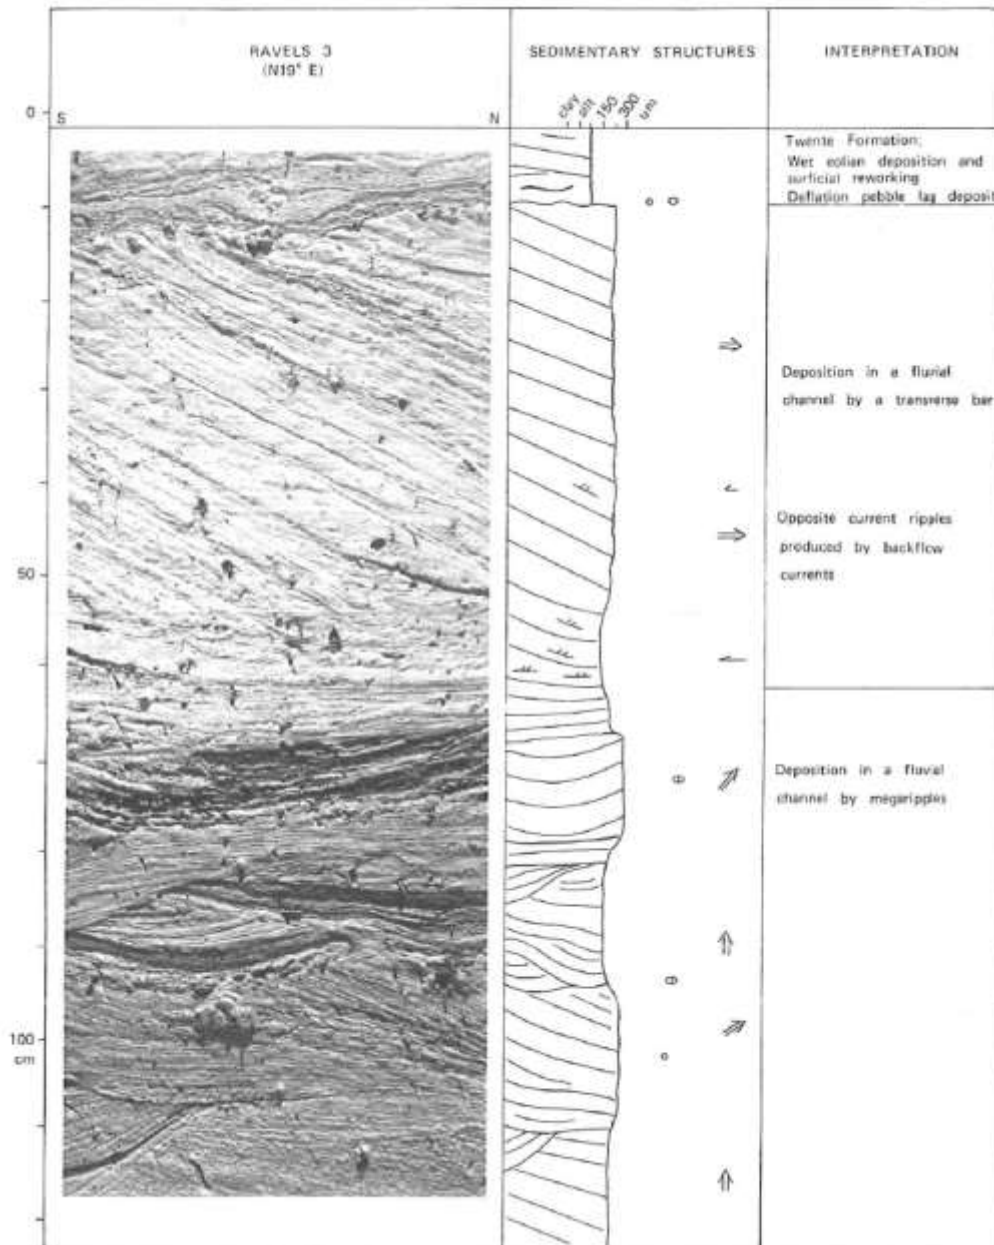 RAVELS 3
(N19° E)
SEDIMENTARY STRUCTURES
INTERPRETATION
0
S
N
clay
silt
150
300
um
Twente Formation;
Wet eolian deposition and
surficial reworking
Deflation pebble lag deposit
Deposition in a fluvial
channel by a transverse bar
Opposite current ripples
produced by backflow
currents
50
Deposition in a fluvial
channel by megaripples
100
cm